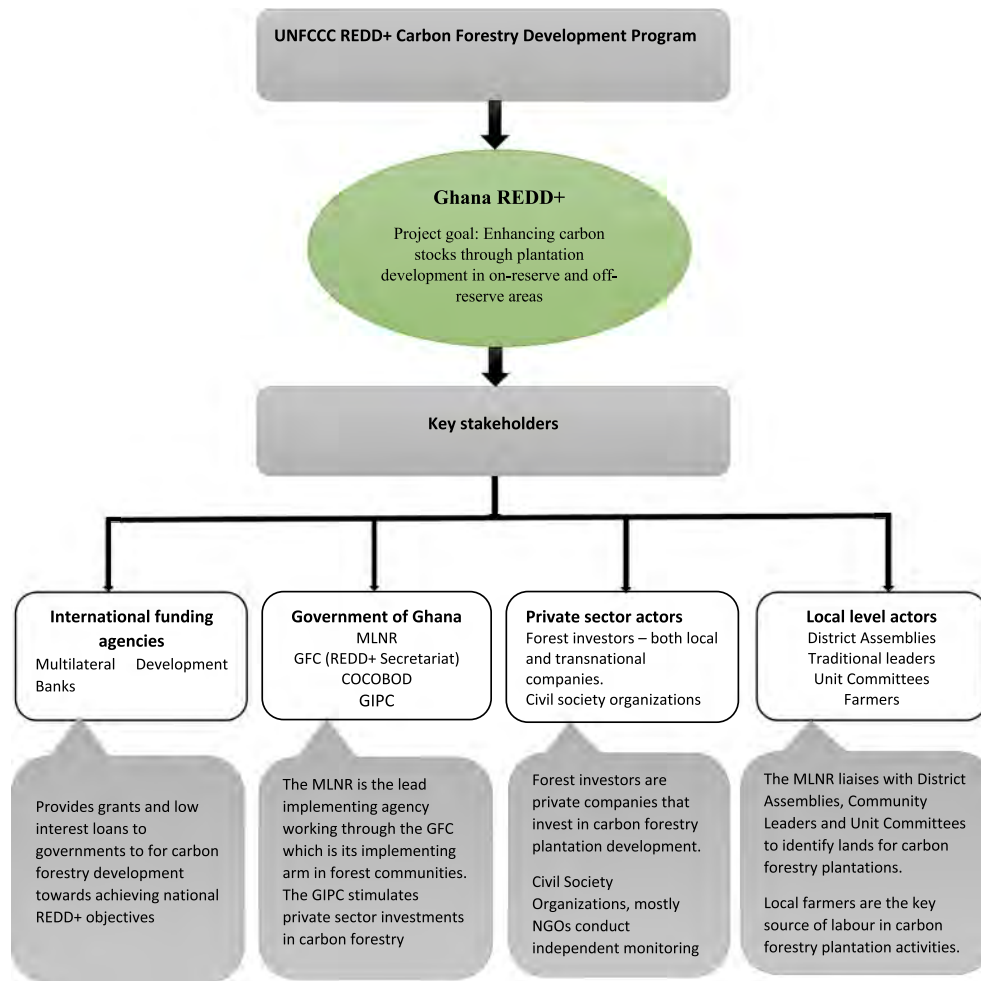 UNFCCC REDD+ Carbon Forestry Development Program
Ghana REDD+
Project goal: Enhancing carbon
stocks through plantation
development in on-reserve and off-
reserve areas
Key stakeholders
International funding
agencies
Multilateral Development
Banks
Government of Ghana
MLNR
GFC (REDD+ Secretariat)
COCOBOD
GIPC
Private sector actors
Forest investors – both local
and transnational
companies.
Civil society organizations
Local level actors
District Assemblies
Traditional leaders
Unit Committees
Farmers
Provides grants and low
interest loans to
governments to for carbon
forestry development
towards achieving national
REDD+ objectives
The MLNR is the lead
implementing agency
working through the GFC
which is its implementing
arm in forest communities.
The GIPC stimulates
private sector investments
in carbon forestry
Forest investors are
private companies that
invest in carbon forestry
plantation development.
Civil Society
Organizations, mostly
NGOs conduct
independent monitoring
The MLNR liaises with District
Assemblies, Community
Leaders and Unit Committees
to identify lands for carbon
forestry plantations.
Local farmers are the key
source of labour in carbon
forestry plantation activities.